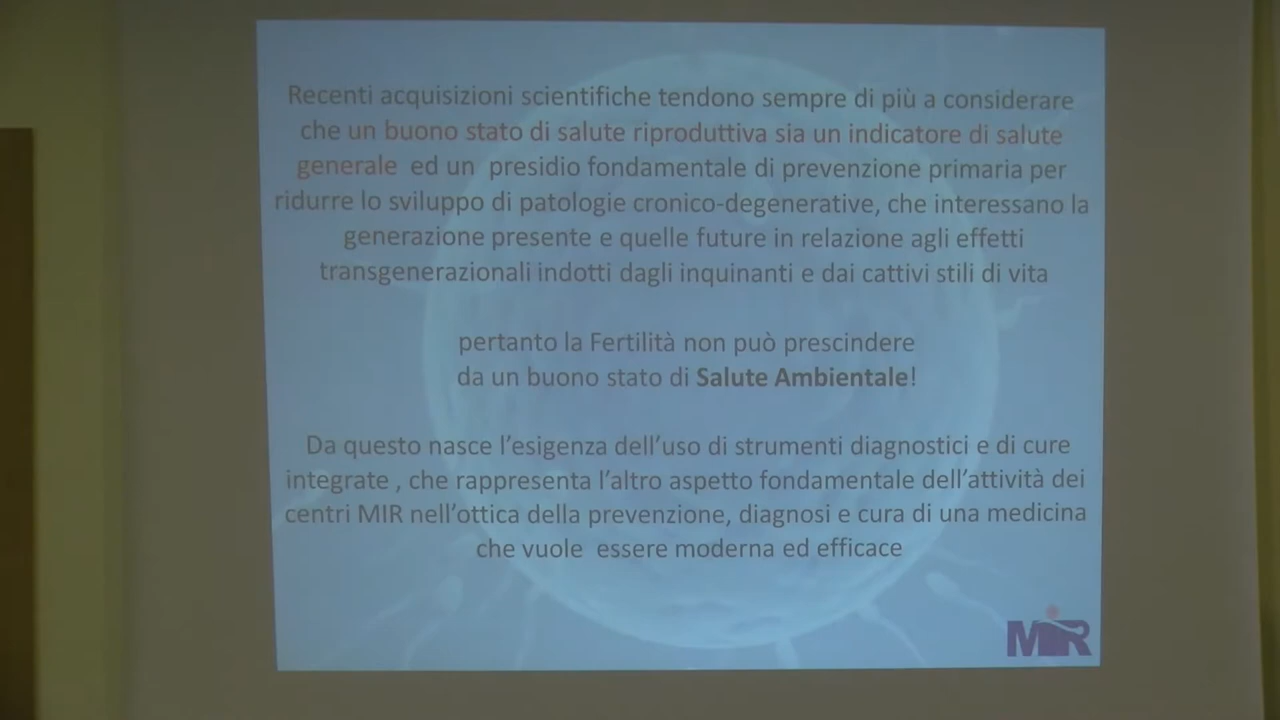 Recenti acquisizioni scientifiche tendono sempre di più a considerare
che un buono stato di salute riproduttiva sia un indicatore di salute
generale ed un presidio fondamentale di prevenzione primaria per
ridurre lo sviluppo di patologie cronico-degenerative, che interessano la
generazione presente e quelle future in relazione agli effetti
transgenerazionali indotti dagli inquinanti e dai cattivi stili di vita
pertanto la Fertilità non può prescindere
da un buono stato di Salute Ambientale!
Da questo nasce l'esigenza dell'uso di strumenti diagnostici e di cure
integrate , che rappresenta l'altro aspetto fondamentale dell'attività dei
centri MIR nell'ottica della prevenzione, diagnosi e cura di una medicina
che vuole essere moderna ed efficace
MIR